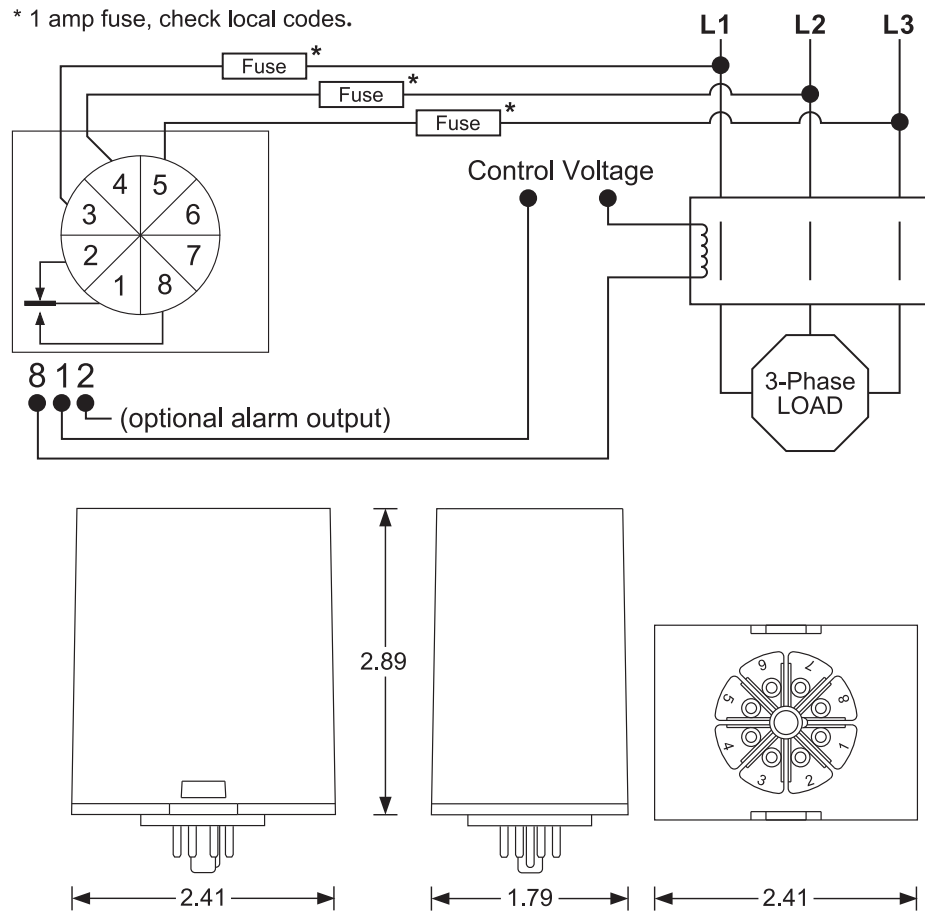 * 1 amp fuse, check local codes.
L1 L2 L3
Fuse *
Fuse *
Fuse *
Control Voltage
4 5
3 6
2 7
1 8
8 1 2
(optional alarm output)
3-Phase
LOAD
2.89
6 7
5 8
4 1
3 2
2.41 1.79 2.41